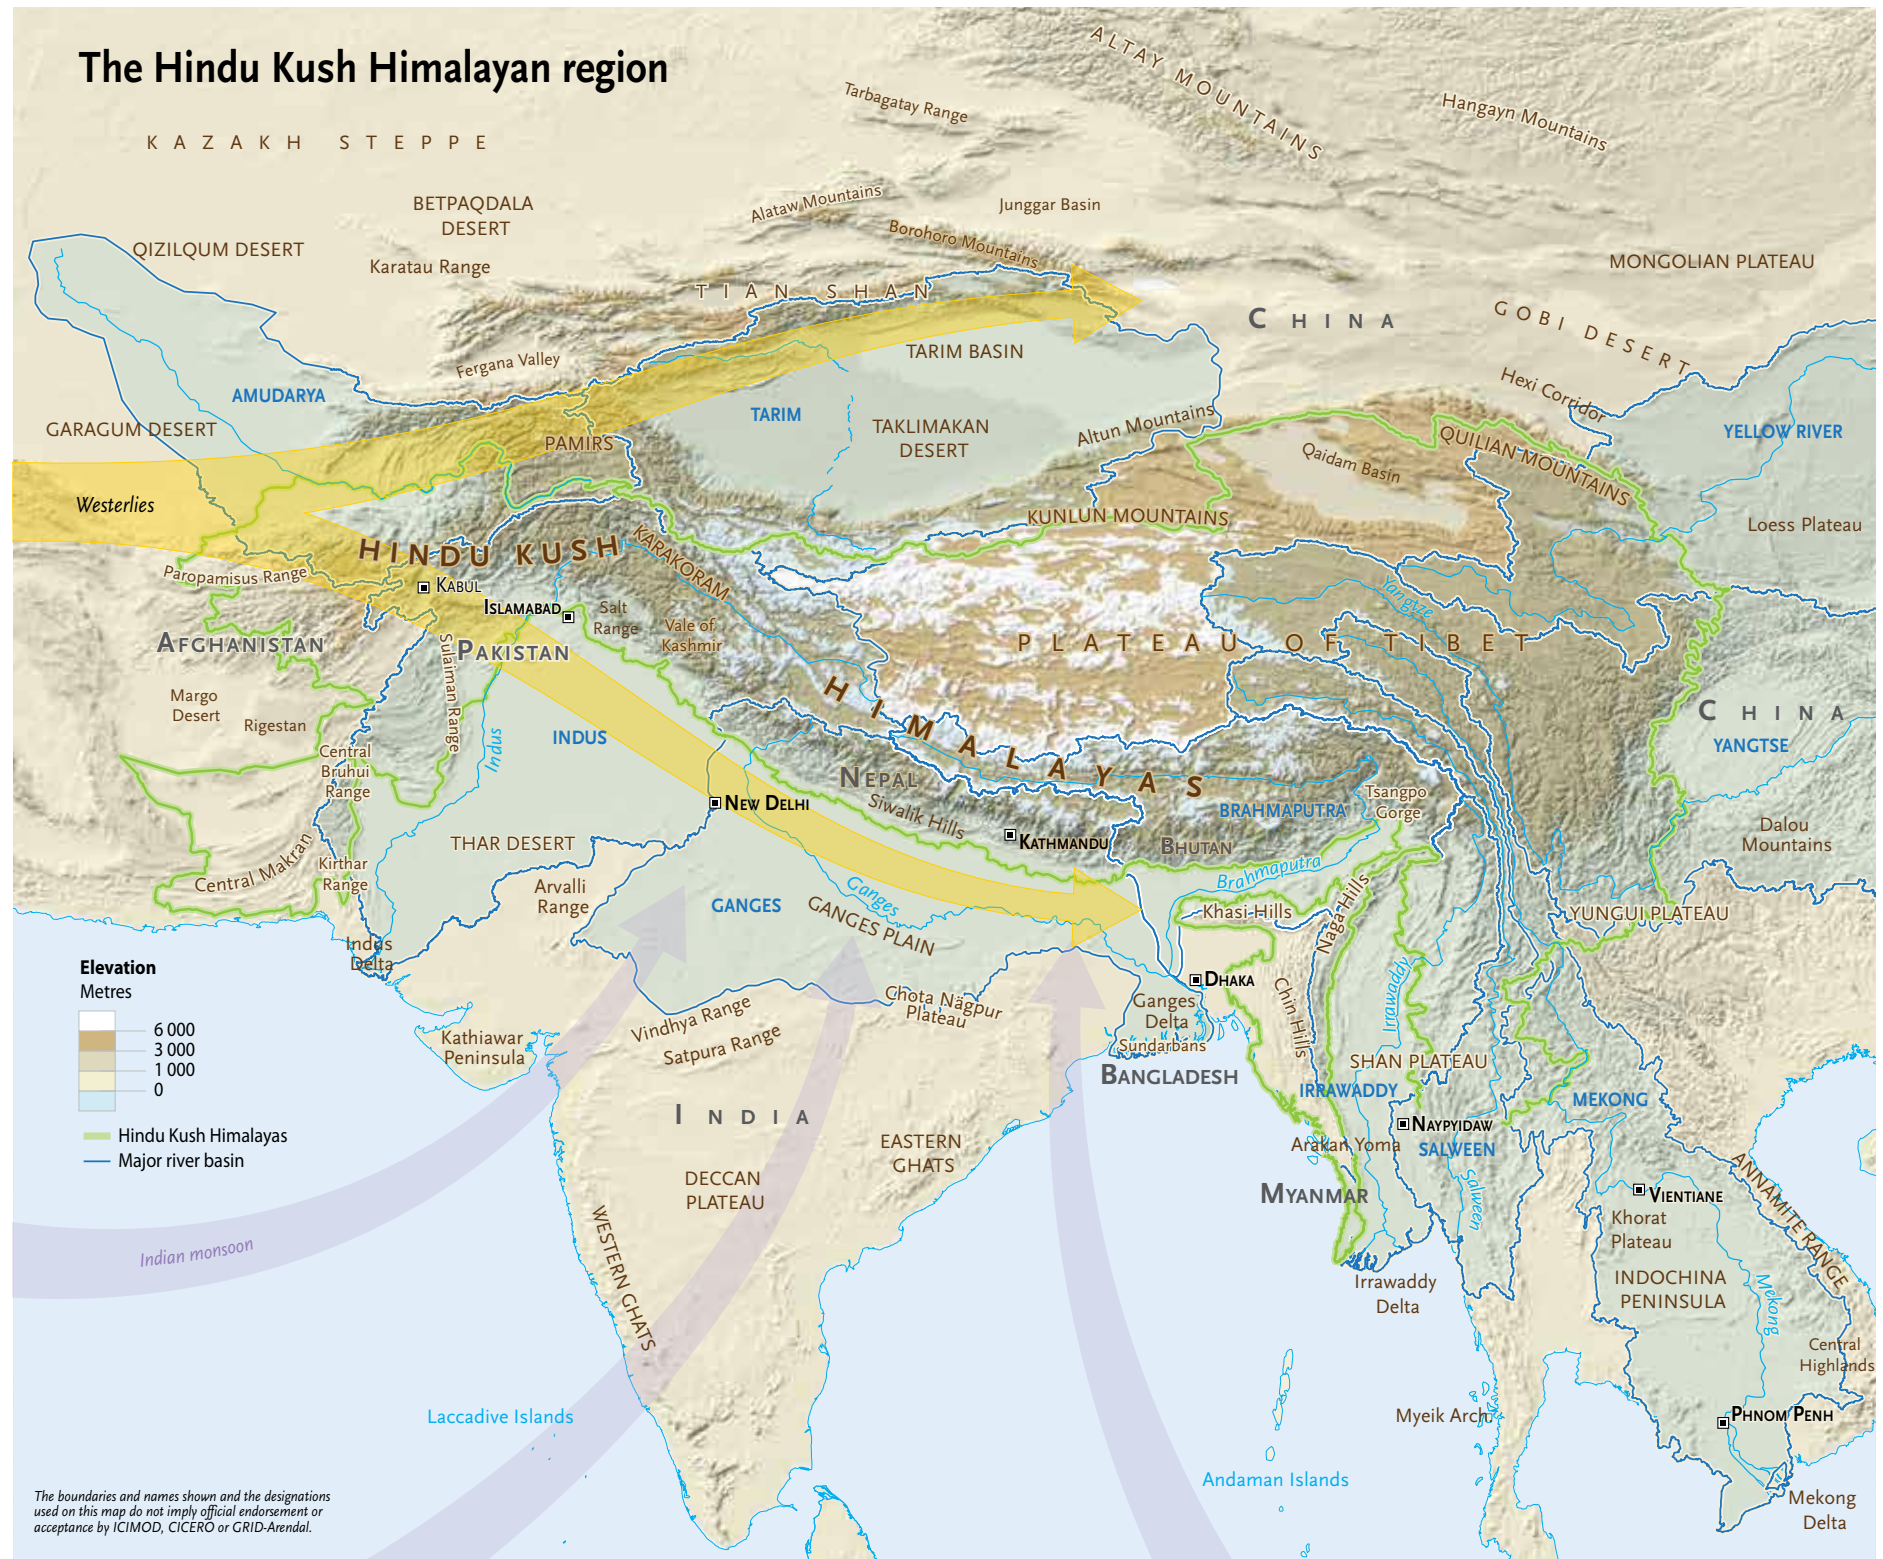 The Hindu Kush Himalayan region
ALTAY MOUNTAINS
Tarbagatay Range
Hangayn Mountains
KAZAKH STEPPE
BETPAQDALA
DESERT
Alataw Mountains
Junggar Basin
Borohoro Mountains
QIZILQUM DESERT
Karatau Range
MONGOLIAN PLATEAU
TIAN SHAN
CHINA
GOBI DESERT
Fergana Valley
TARIM BASIN
Hexi Corridor
AMUDARYA
TARIM
TAKLIMAKAN
DESERT
Altun Mountains
GARAGUM DESERT
PAMIRS
QUILIAN MOUNTAINS
YELLOW RIVER
Qaidam Basin
Westerlies
KUNLUN MOUNTAINS
Loess Plateau
HINDU KUSH
KARAKORAM
Paropamisus Range
KABUL
ISLAMABAD
Salt
Range
Vale of
Kashmir
Yangtze
AFGHANISTAN
PAKISTAN
Sulaiman Range
PLATEAU OF TIBET
Margo
Desert
Rigestan
HIMALAYAS
CHINA
YANGTSE
INDUS
Indus
Central
Bruhui
Range
NEPAL
Siwalik Hills
NEW DELHI
BRAHMAPUTRA
Tsangpo
Gorge
KATHMANDU
BHUTAN
Dalou
Mountains
THAR DESERT
Central Makran
Kirthar
Range
Arvalli
Range
Ganges
GANGES
GANGES PLAIN
Brahmaputra
Khasi Hills
Naga Hills
YUNGUI PLATEAU
Indus
Delta
DHAKA
Chin Hills
Irrawaddy
Elevation
Metres
6 000
3 000
1 000
0
Hindu Kush Himalayas
Major river basin
Kathiawar
Peninsula
Vindhya Range
Satpura Range
Chota Nägpur
Plateau
Ganges
Delta
Sundarbans
BANGLADESH
SHAN PLATEAU
IRRAWADDY
MEKONG
INDIA
NAYPYIDAW
SALWEEN
Arakan Yoma
EASTERN
GHATS
DECCAN
PLATEAU
MYANMAR
Salween
VIENTIANE
Khorat
Plateau
ANNAMITE RANGE
Indian monsoon
WESTERN GHATS
Irrawaddy
Delta
INDOCHINA
PENINSULA
Mekong
Central
Highlands
Laccadive Islands
Myeik Arch.
PHNOM PENH
Andaman Islands
Mekong
Delta
The boundaries and names shown and the designations
used on this map do not imply official endorsement or
acceptance by ICIMOD, CICERO or GRID-Arendal.